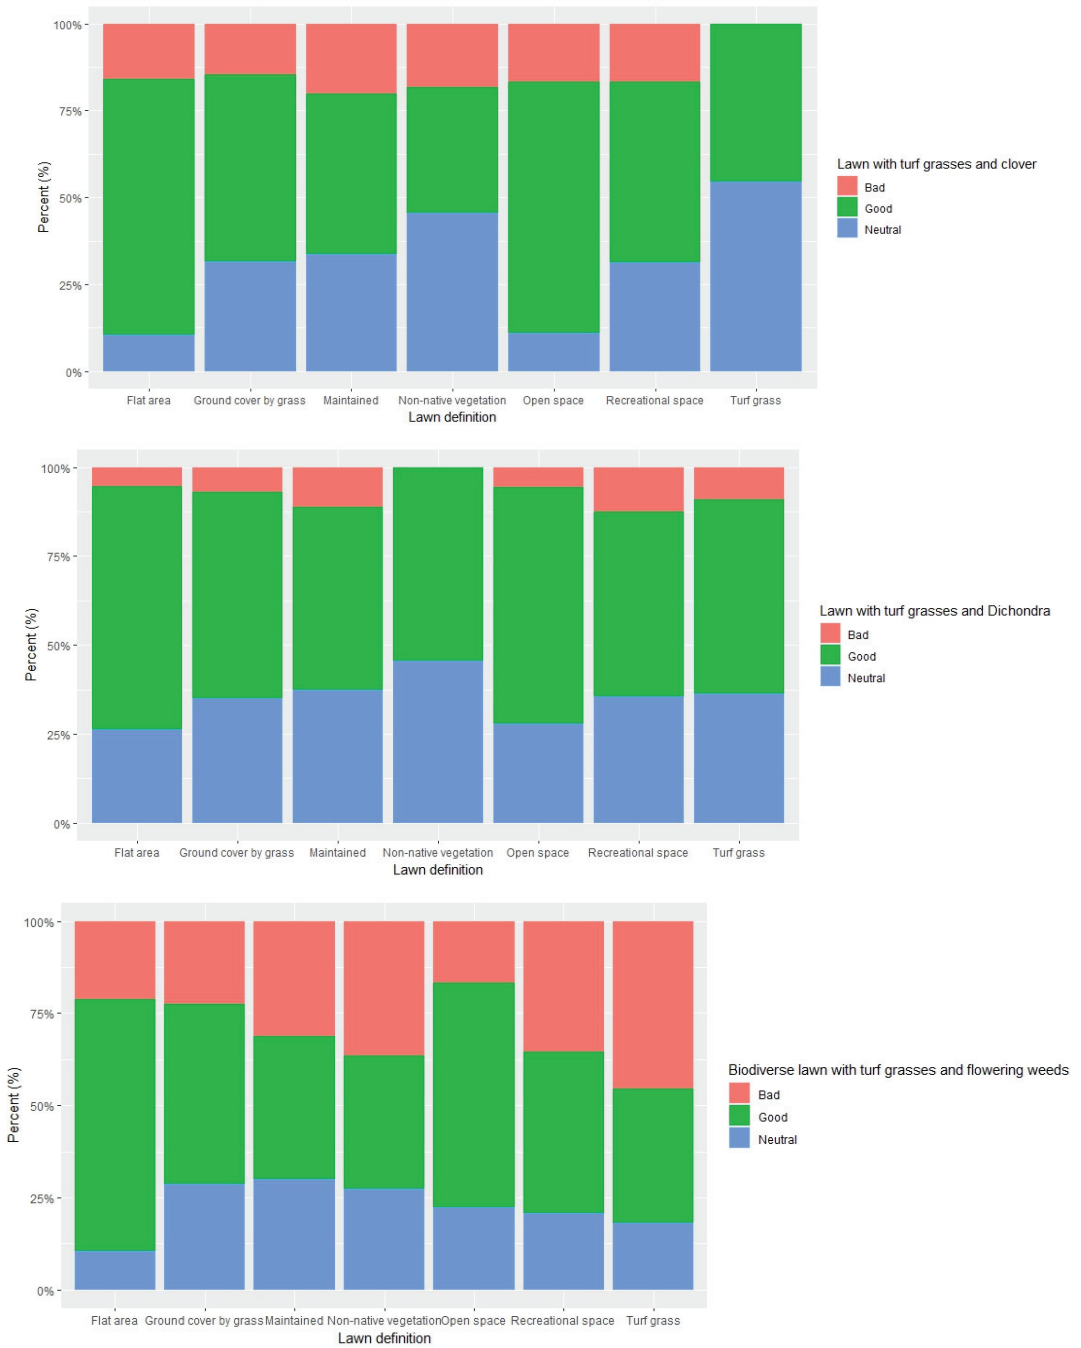 100%
75%
50%
25%
0%
Percent (%)
Flat area Ground cover by grass Maintained Non-native vegetation Open space Recreational space Turf grass
Lawn definition
Lawn with turf grasses and clover
Bad
Good
Neutral
100%
75%
50%
25%
0%
Percent (%)
Flat area Ground cover by grass Maintained Non-native vegetation Open space Recreational space Turf grass
Lawn definition
Lawn with turf grasses and Dichondra
Bad
Good
Neutral
100%
75%
50%
25%
0%
Percent (%)
Flat area Ground cover by grass Maintained Non-native vegetation Open space Recreational space Turf grass
Lawn definition
Biodiverse lawn with turf grasses and flowering weeds
Bad
Good
Neutral